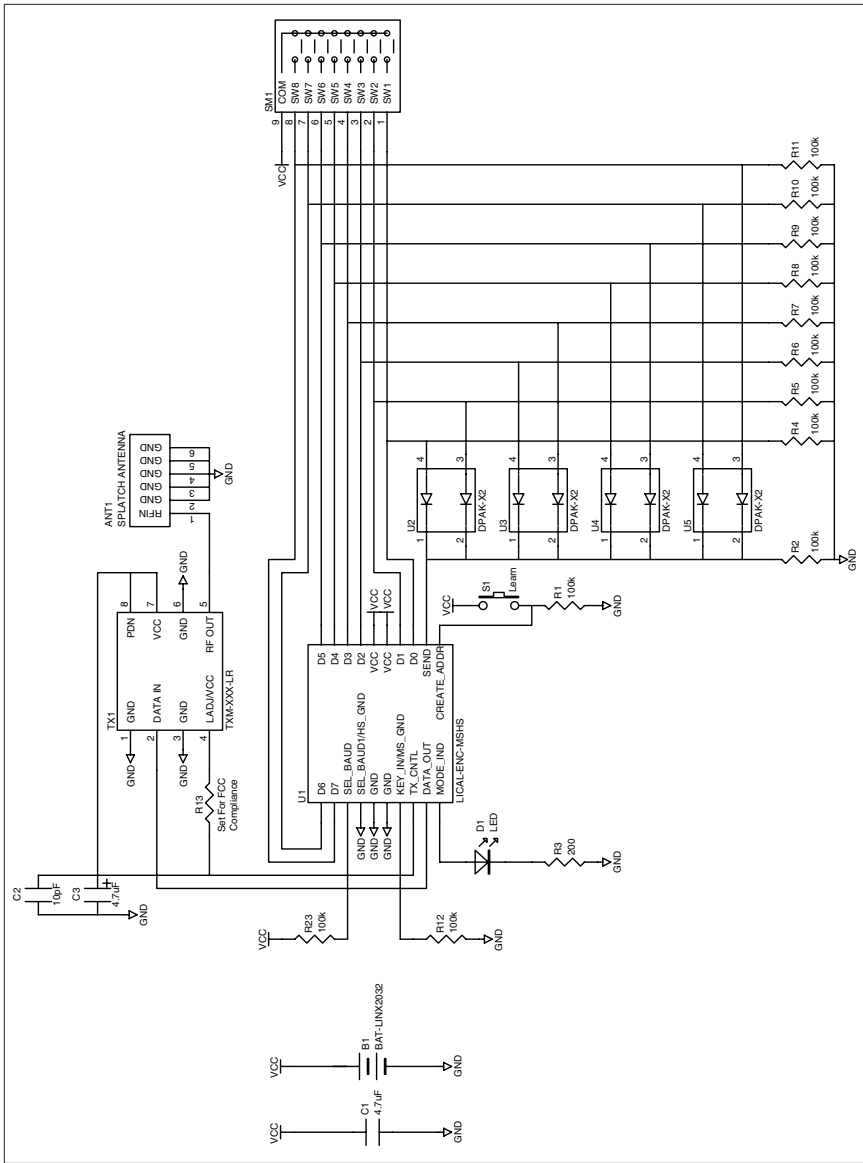 SM1
COM
SW8
SW7
SW6
SW5
SW4
SW3
SW2
SW1
9
8
7
6
5
4
3
2
1
VCC
R11
100k
R10
100k
R9
100k
R8
100k
R7
100k
R6
100k
R5
100k
R4
100k
R2
100k
GND
U2
1
2
4
3
DPAK-X2
U3
1
2
4
3
DPAK-X2
U4
1
2
4
3
DPAK-X2
U5
1
2
4
3
DPAK-X2
ANT1
SPLATCH ANTENNA
RFIN
GND
GND
GND
GND
GND
1
2
3
4
5
6
GND
TX1
GND
DATA IN
GND
LADJ/VCC
PDN
VCC
GND
RF OUT
TXM-XXX-LR
1
2
3
4
8
7
6
5
GND
GND
GND
R13
Set For FCC
Compliance
U1
D6
D7
SEL_BAUD
SEL_BAUD1/HS_GND
GND
GND
KEY_IN/MS_GND
TX_CNTL
DATA_OUT
MODE_IND
D5
D4
D3
D2
VCC
VCC
D1
D0
SEND
CREATE_ADDR
LICAL-ENC-MSHS
VCC
VCC
GND
GND
GND
VCC
S1
Learn
R1
100k
GND
D1
LED
R3
200
GND
C2
10pF
C3
4.7uF
+
GND
VCC
R23
100k
R12
100k
GND
VCC
B1
BAT-LINX2032
GND
VCC
C1
4.7uF
GND